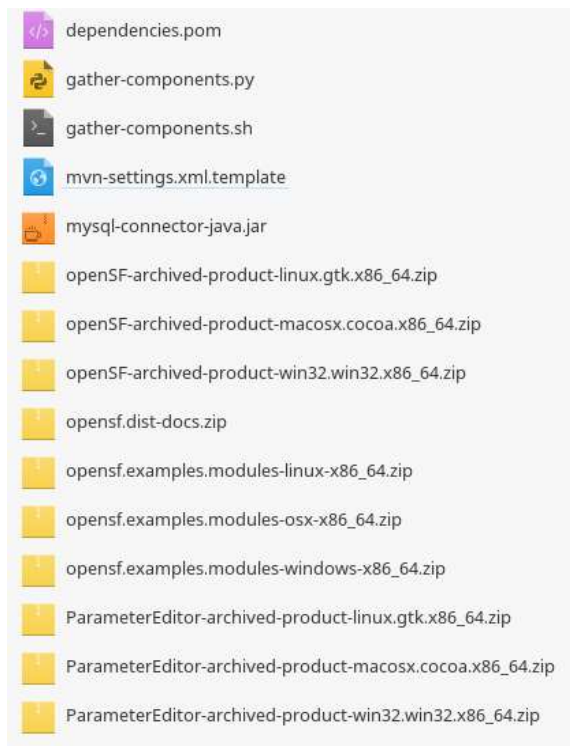 dependencies.pom
gather-components.py
gather-components.sh
mvn-settings.xml.template
mysql-connector-java.jar
openSF-archived-product-linux.gtk.x86_64.zip
openSF-archived-product-macosx.cocoa.x86_64.zip
openSF-archived-product-win32.win32.x86_64.zip
opensf.dist-docs.zip
opensf.examples.modules-linux-x86_64.zip
opensf.examples.modules-osx-x86_64.zip
opensf.examples.modules-windows-x86_64.zip
ParameterEditor-archived-product-linux.gtk.x86_64.zip
ParameterEditor-archived-product-macosx.cocoa.x86_64.zip
ParameterEditor-archived-product-win32.win32.x86_64.zip